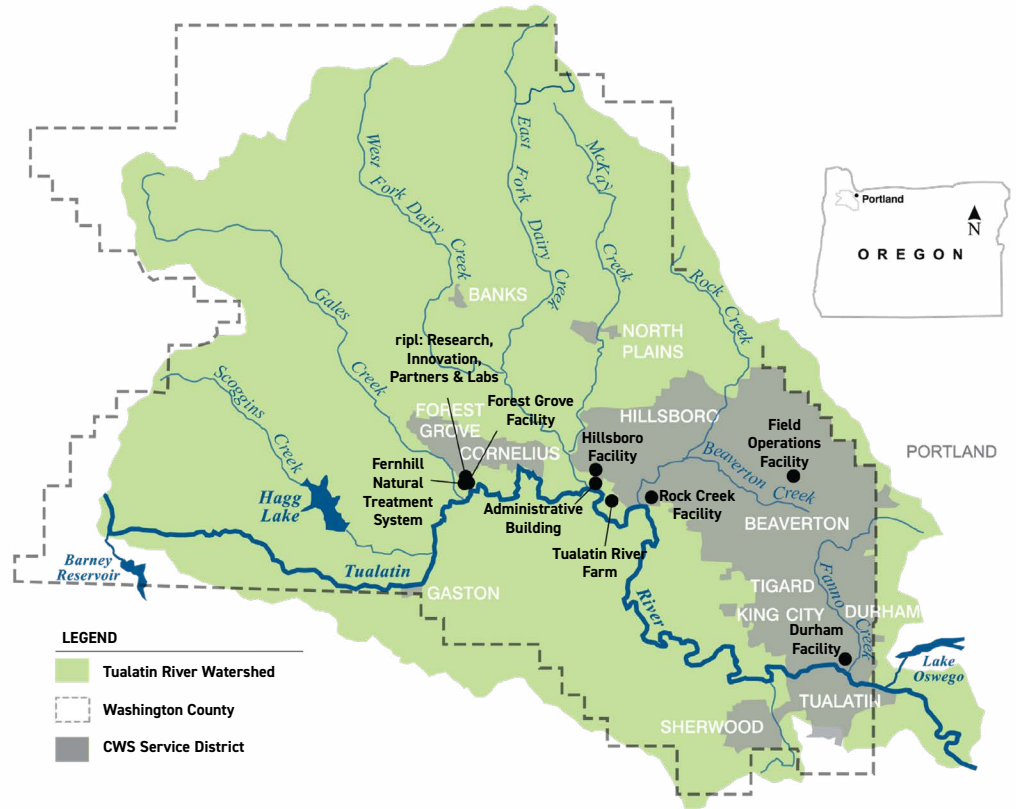 West Fork Dairy Creek
East Fork Dairy Creek
McKay Creek
Portland
N
OREGON
Rock Creek
Gales Creek
BANKS
NORTH
PLAINS
ripl: Research,
Innovation,
Partners & Labs
Scoggins Creek
FOREST
GROVE
Forest Grove
Facility
HILLSBORO
CORNELIUS
Hillsboro
Facility
Field
Operations
Facility
PORTLAND
Beaverton Creek
Fernhill
Natural
Treatment
System
Hagg
Lake
Administrative
Building
Rock Creek
Facility
BEAVERTON
Tualatin River
Farm
Barney
Reservoir
Tualatin River
GASTON
TIGARD
KING CITY
DURHAM
Fanno Creek
Durham
Facility
Lake
Oswego
TUALATIN
SHERWOOD
LEGEND
Tualatin River Watershed
Washington County
CWS Service District